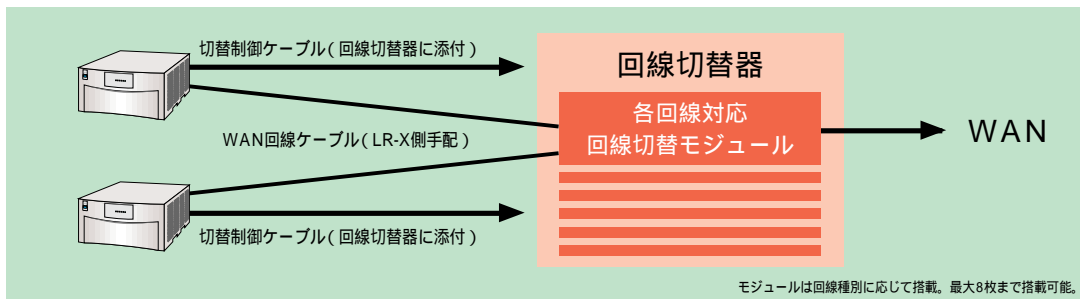 切替制御ケーブル(回線切替器に添付)
回線切替器
各回線対応
回線切替モジュール
WAN
WAN回線ケーブル(LR-X側手配)
切替制御ケーブル(回線切替器に添付)
モジュールは回線種別に応じて搭載。最大8枚まで搭載可能。